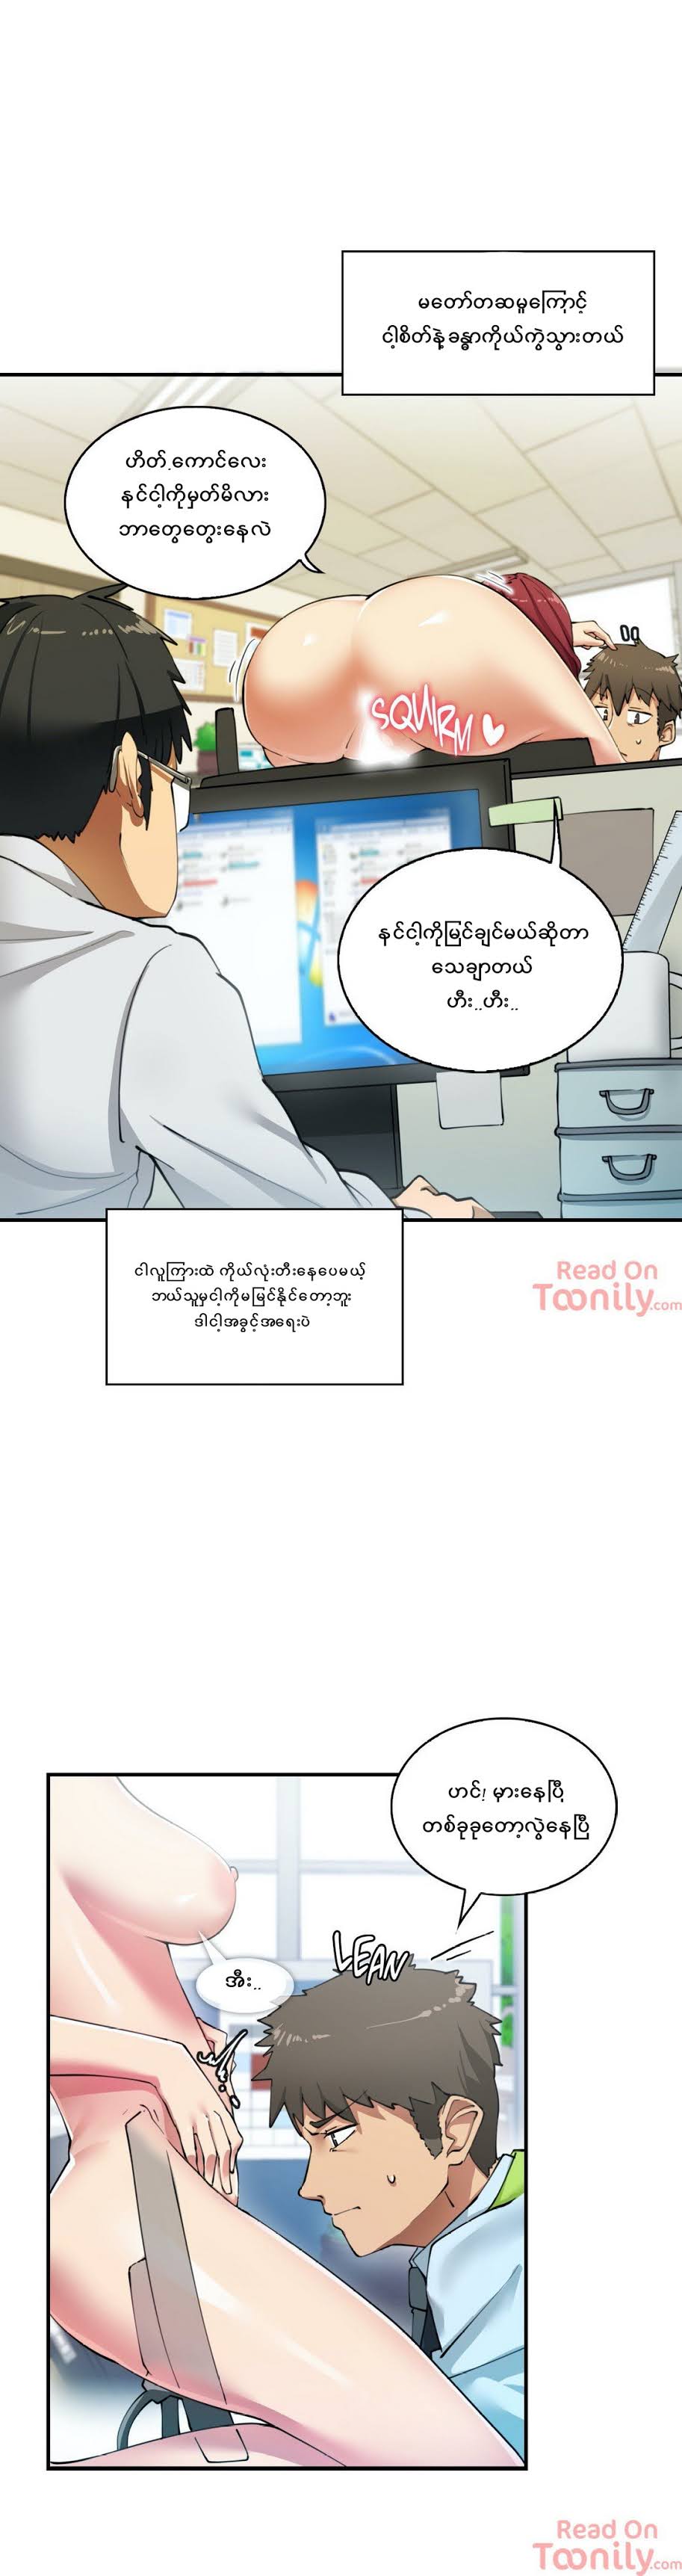 မတော်တဆမှုကြောင့်
ငါ့စိတ်နဲ့ခန္ဓာကိုယ်ကွဲသွားတယ်
ဟိတ်.ကောင်လေး
နင်ငါ့ကိုမှတ်မိလား
ဘာတွေတွေးနေလဲ
SQUIRM
နင်ငါ့ကိုမြင်ချင်မယ်ဆိုတာ
သေချာတယ်
ဟီး..ဟီး..
ငါလူကြားထဲ ကိုယ်လုံးတီးနေပေမယ့်
ဘယ်သူမှငါ့ကိုမမြင်နိုင်တော့ဘူး
ဒါငါ့အခွင့်အရေးပဲ
Read On
Toonily.com
ဟင်! မှားနေပြီ
တစ်ခုခုတော့လွဲနေပြီ
LEAN
အီး..
Read On
Toonily.com